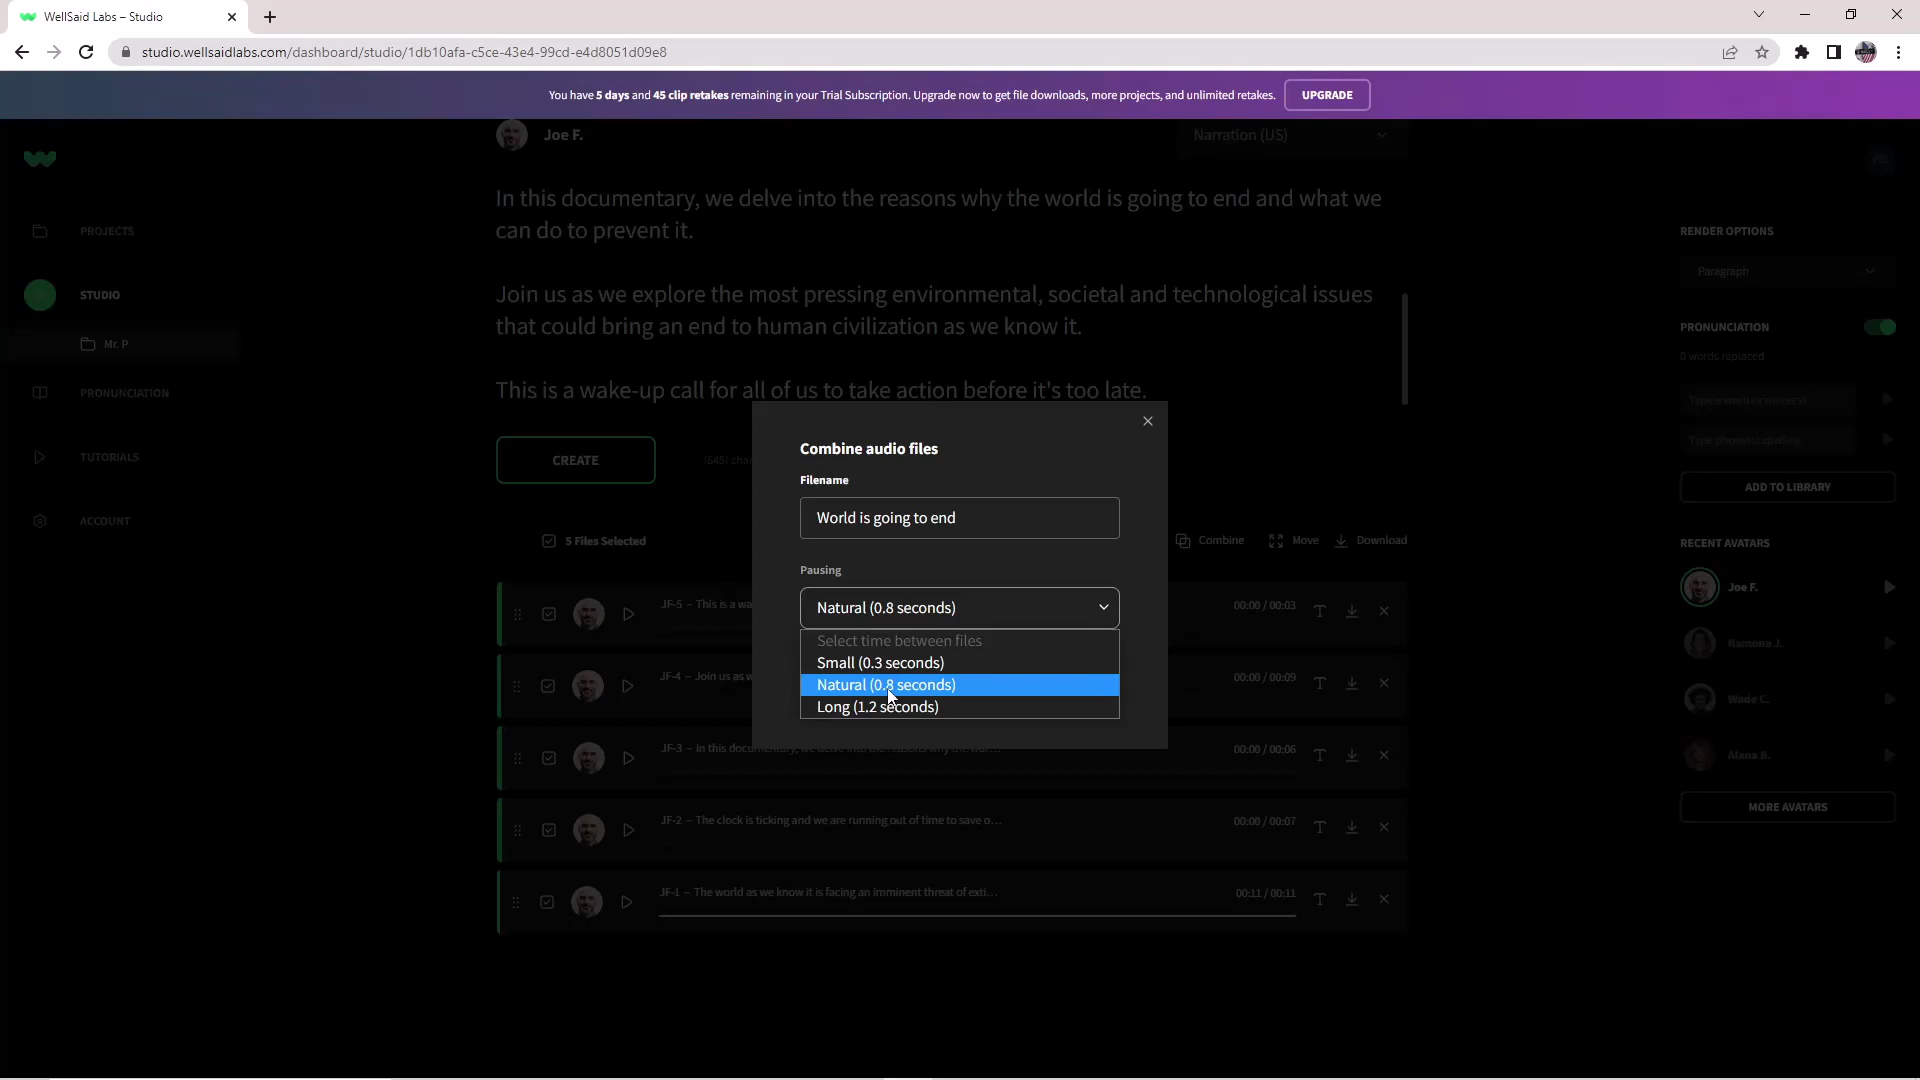 WellSaid Labs – Studio
studio.wellsaidlabs.com/dashboard/studio/1db10afa-c5ce-43e4-99cd-e4d8051d09e8
You have 5 days and 45 clip retakes remaining in your Trial Subscription. Upgrade now to get file downloads, more projects, and unlimited retakes.
UPGRADE
Joe F.
Narration (US)
PROJECTS
STUDIO
Mr. P
PRONUNCIATION
TUTORIALS
ACCOUNT
In this documentary, we delve into the reasons why the world is going to end and what we
can do to prevent it.
Join us as we explore the most pressing environmental, societal and technological issues
that could bring an end to human civilization as we know it.
This is a wake-up call for all of us to take action before it's too late.
CREATE
5 Files Selected
Combine
Move
Download
Combine audio files
Filename
World is going to end
Pausing
Natural (0.8 seconds)
Select time between files
Small (0.3 seconds)
Natural (0.8 seconds)
Long (1.2 seconds)
JF-5 – This is a wa
00:00 / 00:03
JF-4 – Join us as w
00:00 / 00:09
JF-3 – In this documentary, we delve into the reasons why the wor…
00:00 / 00:06
JF-2 – The clock is ticking and we are running out of time to save o…
00:00 / 00:07
JF-1 – The world as we know it is facing an imminent threat of exti…
00:11 / 00:11
RENDER OPTIONS
Paragraph
PRONUNCIATION
0 words replaced
Type phonetic spelling
ADD TO LIBRARY
RECENT AVATARS
Joe F.
Ramona J.
Wade C.
Alana B.
MORE AVATARS